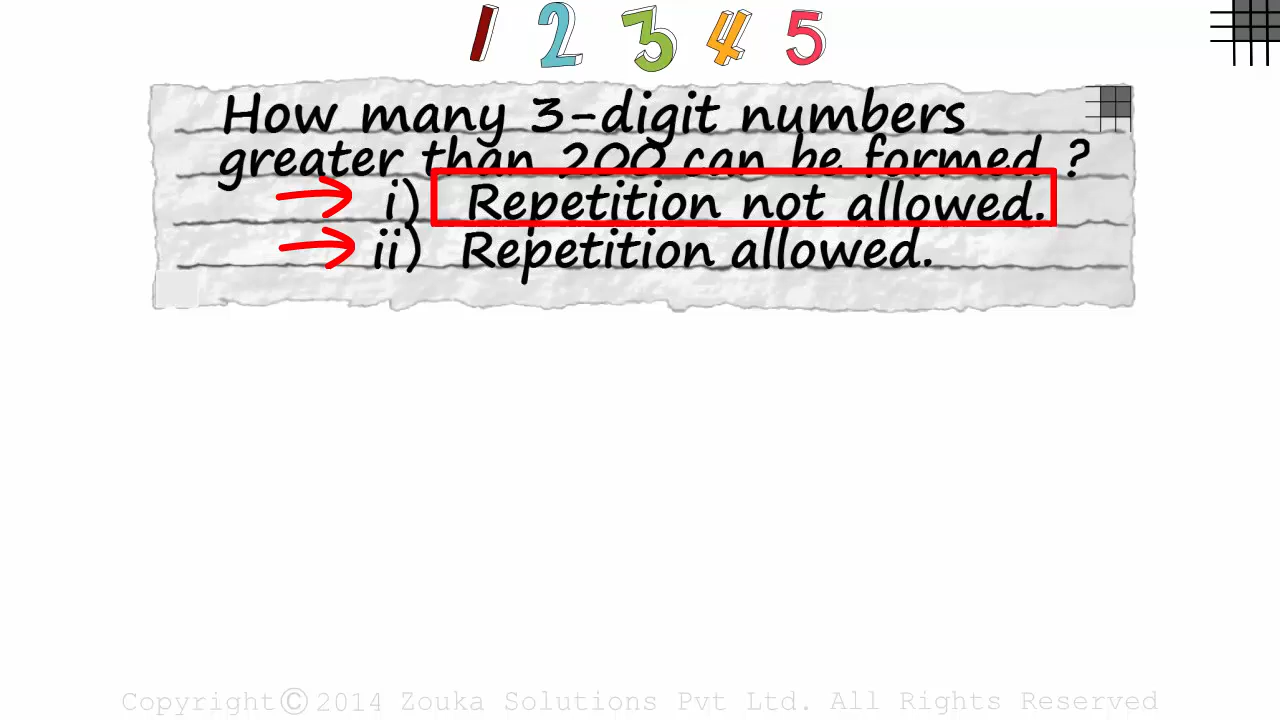 1 2 3 4 5
How many 3-digit numbers
greater than 200 can be formed ?
i) Repetition not allowed.
ii) Repetition allowed.
Copyright© 2014 Zouka Solutions Pvt Ltd. All Rights Reserved